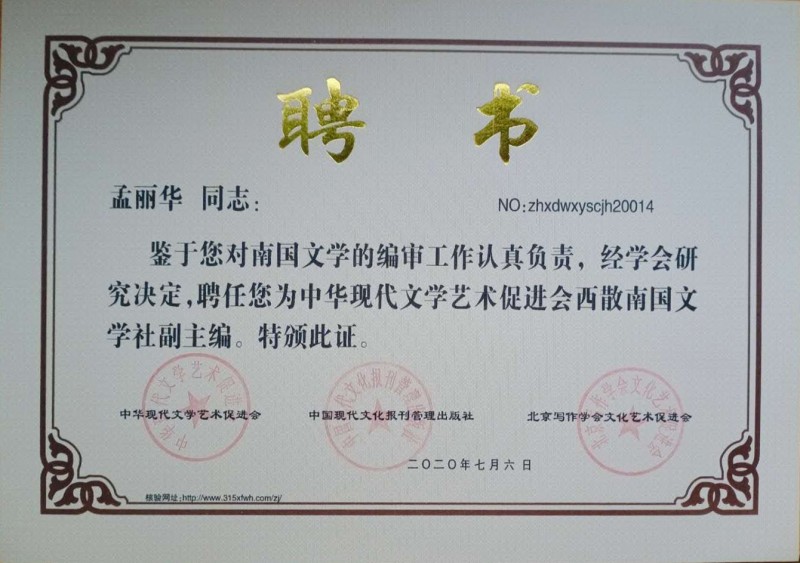 聘 书
孟丽华 同志：
NO:zhxdwxyscjh20014
鉴于您对南国文学的编审工作认真负责，经学会研
究决定，聘任您为中华现代文学艺术促进会西散南国文
学社副主编。特颁此证。
中华现代文学艺术促进会
中国现代文化报刊管理出版社
北京写作学会文化艺术促进会
二〇二〇年七月六日
核验网址:http://www.315xfwh.com/zj/